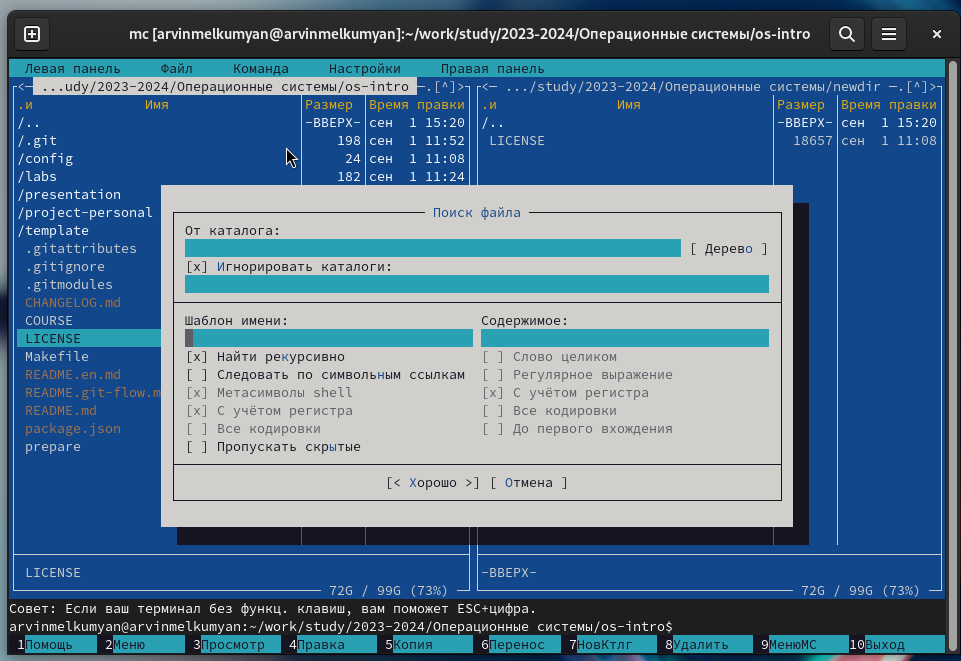 mc [arvinmelkumyan@arvinmelkumyan]:~/work/study/2023-2024/Операционные системы/os-intro
Левая панель Файл Команда Настройки Правая панель
<─ ...udy/2023-2024/Операционные системы/os-intro ─.[^]> <─ .../study/2023-2024/Операционные системы/newdir ─.[^]>
.и Имя Размер Время правки .и Имя Размер Время правки
/.. -ВВЕРХ- сен 1 15:20 /.. -ВВЕРХ- сен 1 15:20
/.git 198 сен 1 11:52 LICENSE 18657 сен 1 11:08
/config 24 сен 1 11:08
/labs 182 сен 1 11:24
/presentation
/project-personal
/template
.gitattributes
.gitignore
.gitmodules
CHANGELOG.md
COURSE
LICENSE
Makefile
README.en.md
README.git-flow.m
README.md
package.json
prepare
Поиск файла
От каталога:
[ Дерево ]
[x] Игнорировать каталоги:
Шаблон имени: Содержимое:
[x] Найти рекурсивно [ ] Слово целиком
[ ] Следовать по символьным ссылкам [ ] Регулярное выражение
[x] Метасимволы shell [x] С учётом регистра
[x] С учётом регистра [ ] Все кодировки
[ ] Все кодировки [ ] До первого вхождения
[ ] Пропускать скрытые
[< Хорошо >] [ Отмена ]
LICENSE -ВВЕРХ-
72G / 99G (73%) 72G / 99G (73%)
Совет: Если ваш терминал без функц. клавиш, вам поможет ESC+цифра.
arvinmelkumyan@arvinmelkumyan:~/work/study/2023-2024/Операционные системы/os-intro$
1Помощь 2Меню 3Просмотр 4Правка 5Копия 6Перенос 7НовКтлг 8Удалить 9МенюМС 10Выход